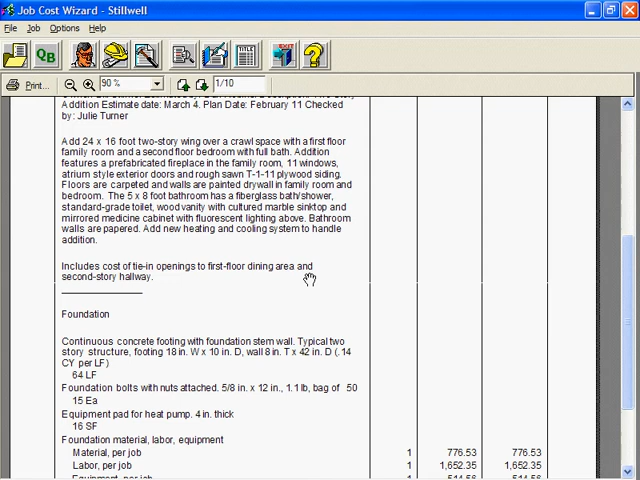 Job Cost Wizard - Stillwell
File Job Options Help
QB TITLE EXIT
Print... 90 % 1/10
Addition Estimate date: March 4. Plan Date: February 11 Checked
by: Julie Turner
Add 24 x 16 foot two-story wing over a crawl space with a first floor
family room and a second floor bedroom with full bath. Addition
features a prefabricated fireplace in the family room, 11 windows,
atrium style exterior doors and rough sawn T-1-11 plywood siding.
Floors are carpeted and walls are painted drywall in family room and
bedroom. The 5 x 8 foot bathroom has a fiberglass bath/shower,
standard-grade toilet, wood vanity with cultured marble sinktop and
mirrored medicine cabinet with fluorescent lighting above. Bathroom
walls are papered. Add new heating and cooling system to handle
addition.
Includes cost of tie-in openings to first-floor dining area and
second-story hallway.
Foundation
Continuous concrete footing with foundation stem wall. Typical two
story structure, footing 18 in. W x 10 in. D, wall 8 in. T x 42 in. D (.14
CY per LF)
64 LF
Foundation bolts with nuts attached. 5/8 in. x 12 in., 1.1 lb, bag of 50
15 Ea
Equipment pad for heat pump. 4 in. thick
16 SF
Foundation material, labor, equipment
Material, per job 1 776.53 776.53
Labor, per job 1 1,652.35 1,652.35
Equipment, per job 1 514.56 514.56